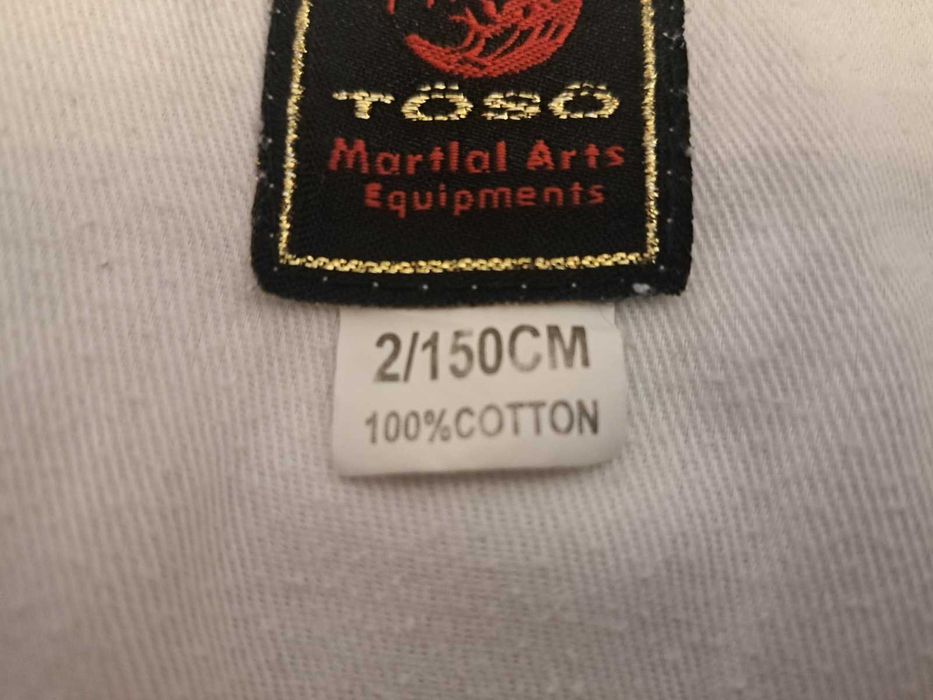 TÖSÖ
Martial Arts
Equipments
2/150CM
100%COTTON